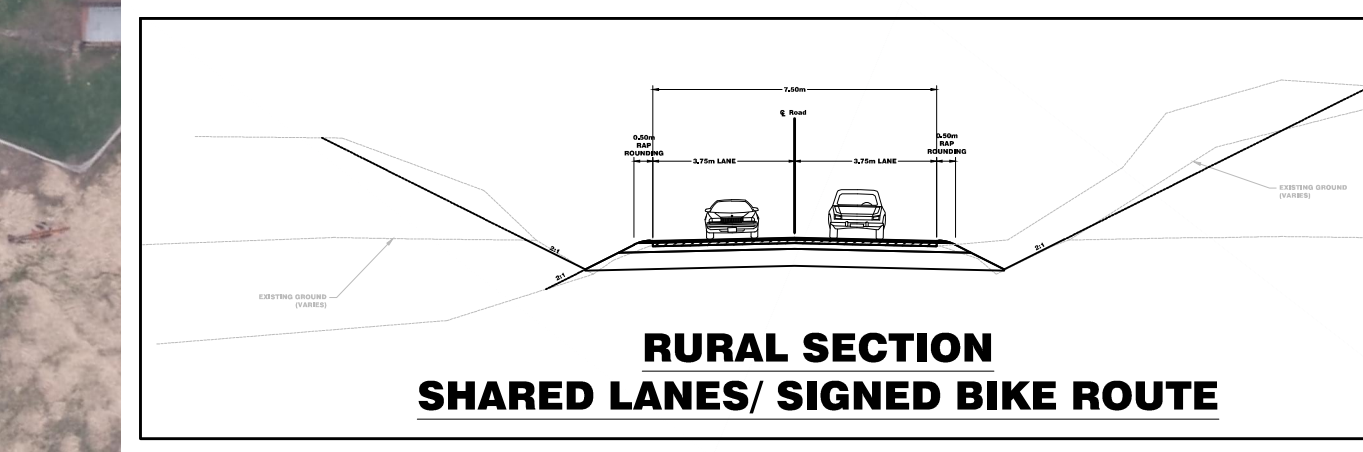 7.50m
℄ Road
0.50m
RAP
ROUNDING
3.75m LANE
3.75m LANE
0.50m
RAP
ROUNDING
EXISTING GROUND
(VARIES)
2:1
2:1
2:1
EXISTING GROUND
(VARIES)
RURAL SECTION
SHARED LANES/ SIGNED BIKE ROUTE